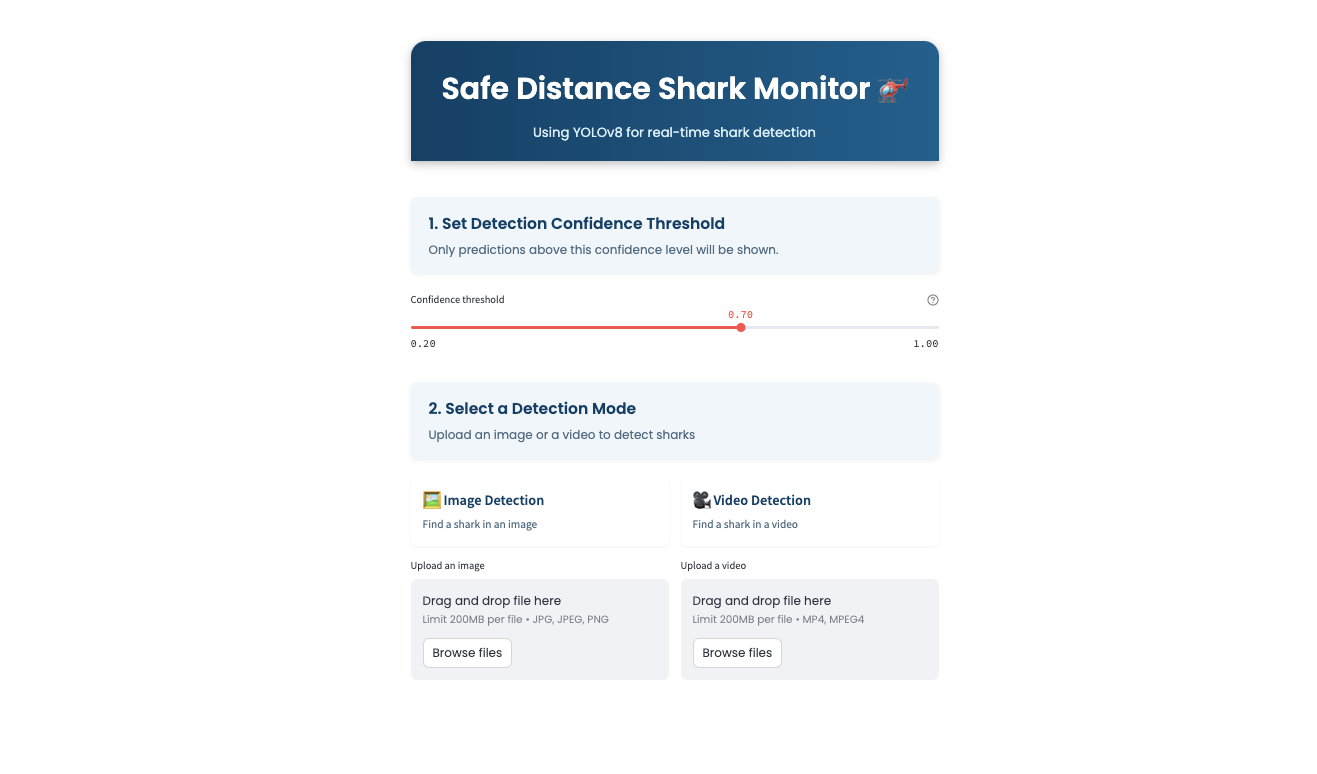 Safe Distance Shark Monitor 🚁
Using YOLOv8 for real-time shark detection
1. Set Detection Confidence Threshold
Only predictions above this confidence level will be shown.
Confidence threshold
0.70
0.20
1.00
2. Select a Detection Mode
Upload an image or a video to detect sharks
🖼️ Image Detection
Find a shark in an image
Upload an image
Drag and drop file here
Limit 200MB per file • JPG, JPEG, PNG
Browse files
🎥 Video Detection
Find a shark in a video
Upload a video
Drag and drop file here
Limit 200MB per file • MP4, MPEG4
Browse files